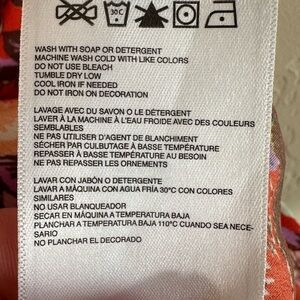 30C
WASH WITH SOAP OR DETERGENT
MACHINE WASH COLD WITH LIKE COLORS
DO NOT USE BLEACH
TUMBLE DRY LOW
COOL IRON IF NEEDED
DO NOT IRON ON DECORATION
LAVAGE AVEC DU SAVON O LE DÉTERGENT
LAVER À LA MACHINE À L'EAU FROIDE AVEC DES COULEURS
SEMBLABLES
NE PAS UTILISER D'AGENT DE BLANCHIMENT
SÉCHER PAR CULBUTAGE À BASSE TEMPÉRATURE
REPASSER À BASSE TEMPÉRATURE AU BESOIN
NE PAS REPASSER LES ORNEMENTS
LAVAR CON JABÓN O DETERGENTE
LAVAR A MÁQUINA CON AGUA FRÍA 30°C CON COLORES
SIMILARES
NO USAR BLANQUEADOR
SECAR EN MÁQUINA A TEMPERATURA BAJA
PLANCHAR A TEMPERATURA BAJA 110°C CUANDO SEA NECE-
SARIO
NO PLANCHAR EL DECORADO